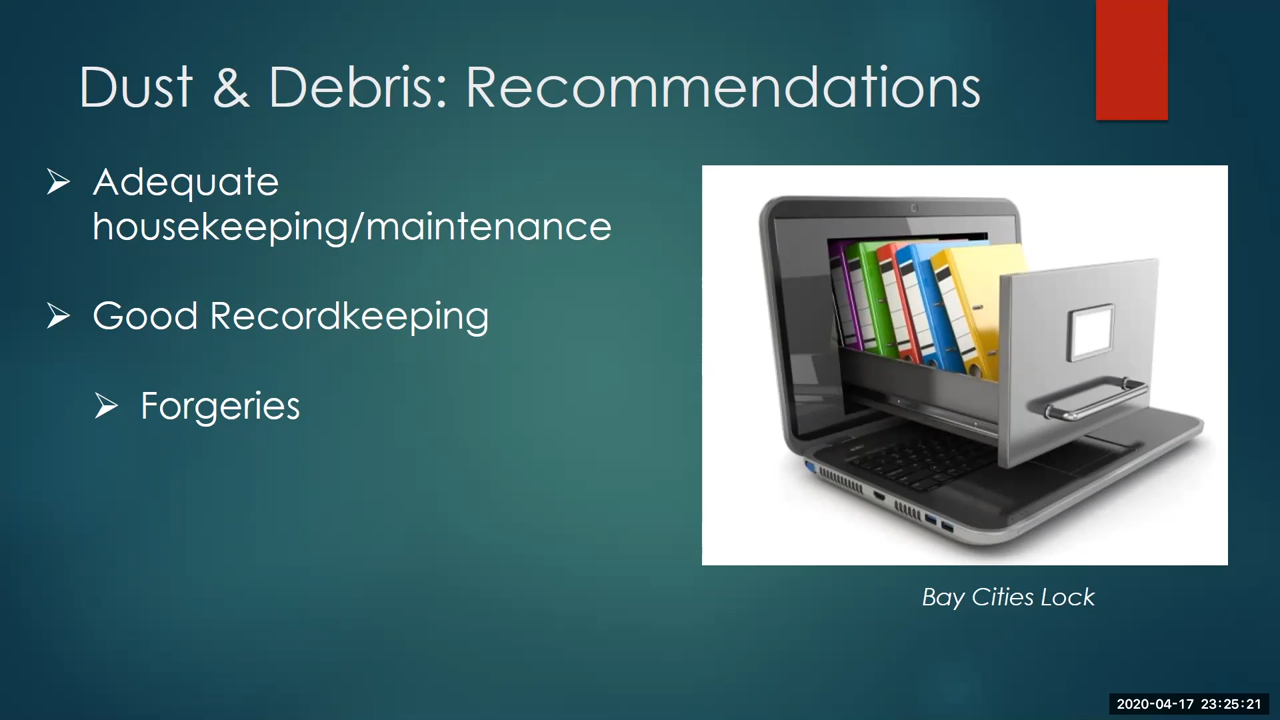 Dust & Debris: Recommendations
Adequate
housekeeping/maintenance
Good Recordkeeping
Forgeries
Bay Cities Lock
2020-04-17 23:25:21